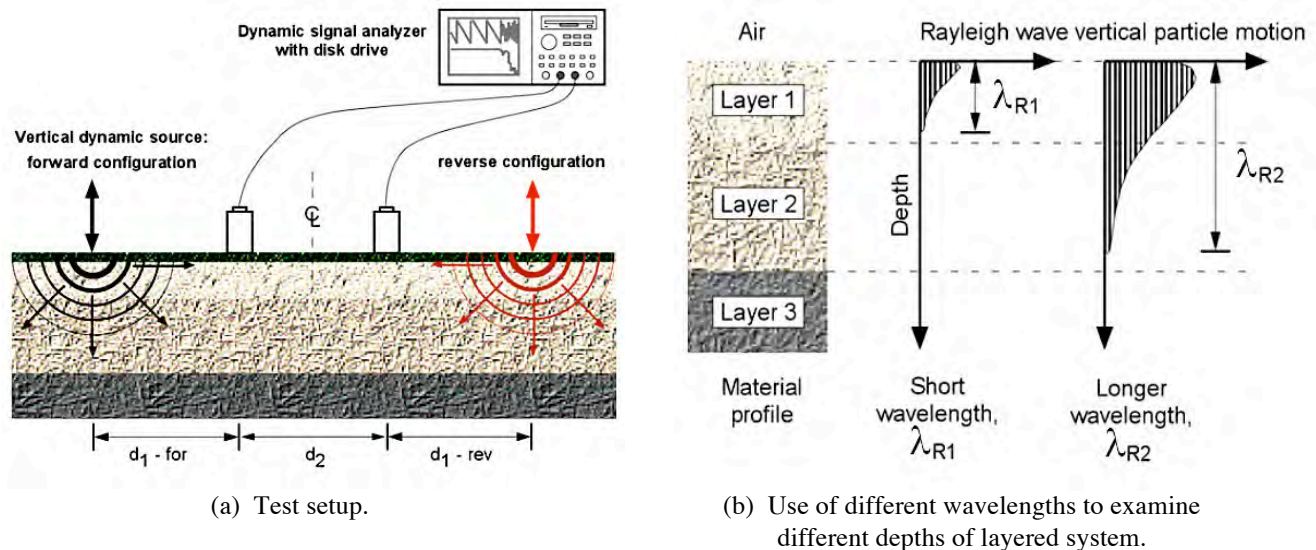 Dynamic signal analyzer
with disk drive
Vertical dynamic source:
forward configuration
reverse configuration
℄
d1 - for
d2
d1 - rev
(a) Test setup.
Air
Rayleigh wave vertical particle motion
Layer 1
Layer 2
Layer 3
Depth
λR1
λR2
Material
profile
Short
wavelength,
λR1
Longer
wavelength,
λR2
(b) Use of different wavelengths to examine
different depths of layered system.